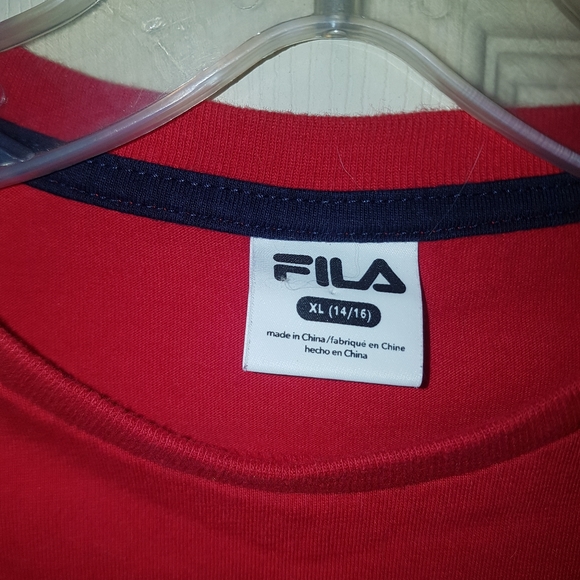 FILA
XL (14/16)
made in China/fabriqué en Chine
hecho en China